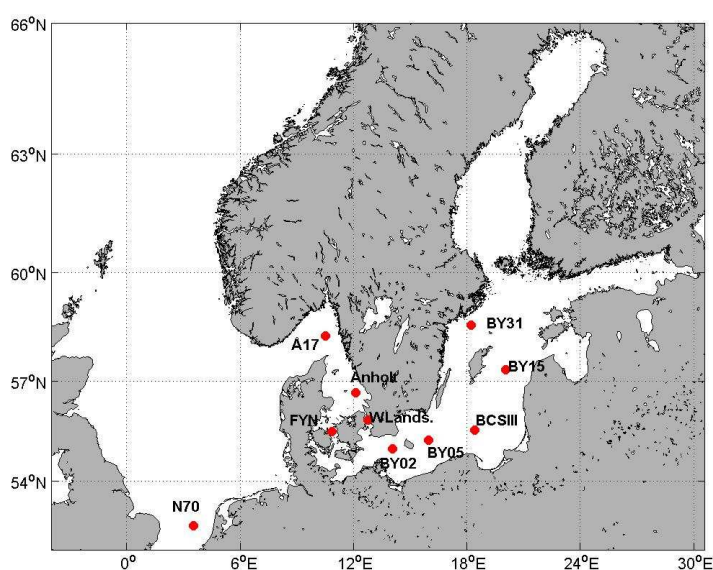 66°N
63°N
60°N
BY31
A17
BY15
57°N
Anholt
FYN
WLands.
BCSIII
BY05
BY02
54°N
N70
0°
6°E
12°E
18°E
24°E
30°E